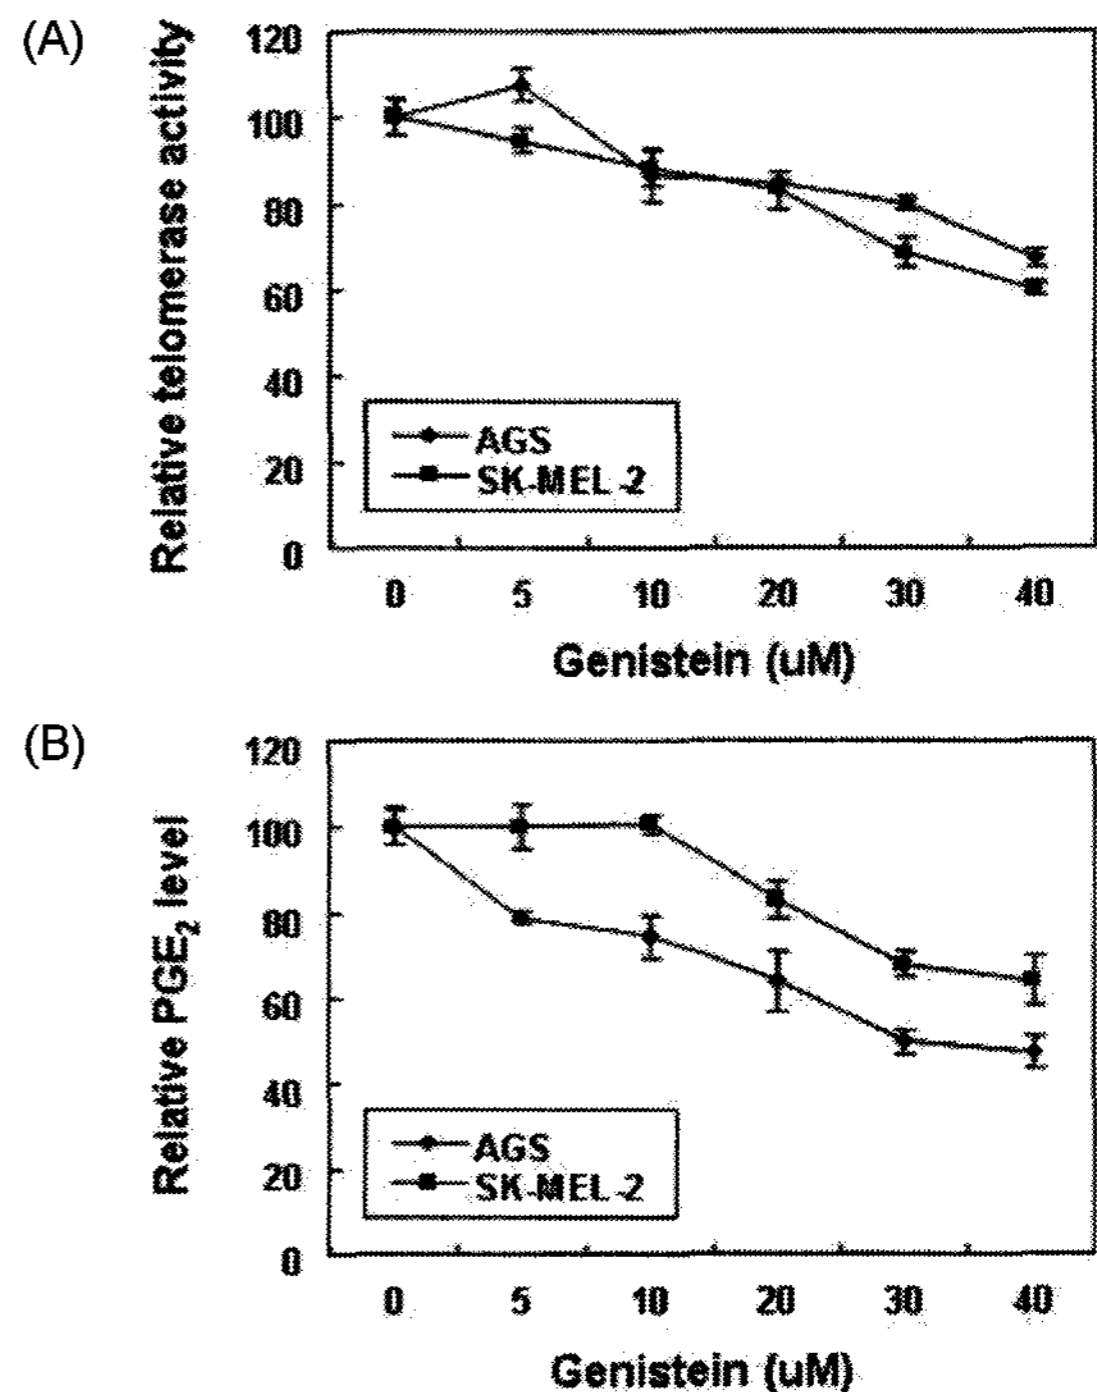 (A)
Relative telomerase activity
120
100
80
60
40
20
0
AGS
SK-MEL-2
0 5 10 20 30 40
Genistein (uM)
(B)
Relative PGE2 level
120
100
80
60
40
20
0
AGS
SK-MEL-2
0 5 10 20 30 40
Genistein (uM)